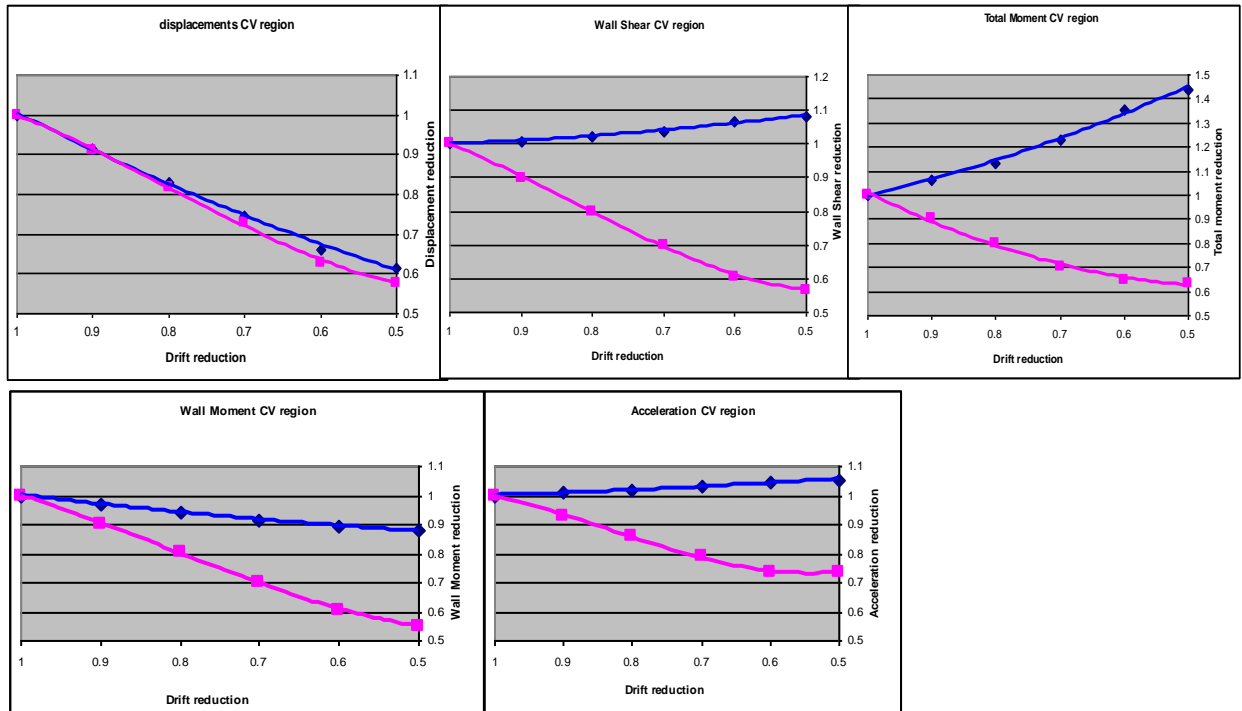 displacements CV region
1.1
1
0.9
0.8
0.7
0.6
0.5
Displacement reduction
1 0.9 0.8 0.7 0.6 0.5
Drift reduction
Wall Shear CV region
1.2
1.1
1
0.9
0.8
0.7
0.6
0.5
Wall Shear reduction
1 0.9 0.8 0.7 0.6 0.5
Drift reduction
Total Moment CV region
1.5
1.4
1.3
1.2
1.1
1
0.9
0.8
0.7
0.6
0.5
Total moment reduction
1 0.9 0.8 0.7 0.6 0.5
Drift reduction
Wall Moment CV region
1.1
1
0.9
0.8
0.7
0.6
0.5
Wall Moment reduction
1 0.9 0.8 0.7 0.6 0.5
Drift reduction
Acceleration CV region
1.1
1
0.9
0.8
0.7
0.6
0.5
Acceleration reduction
1 0.9 0.8 0.7 0.6 0.5
Drift reduction